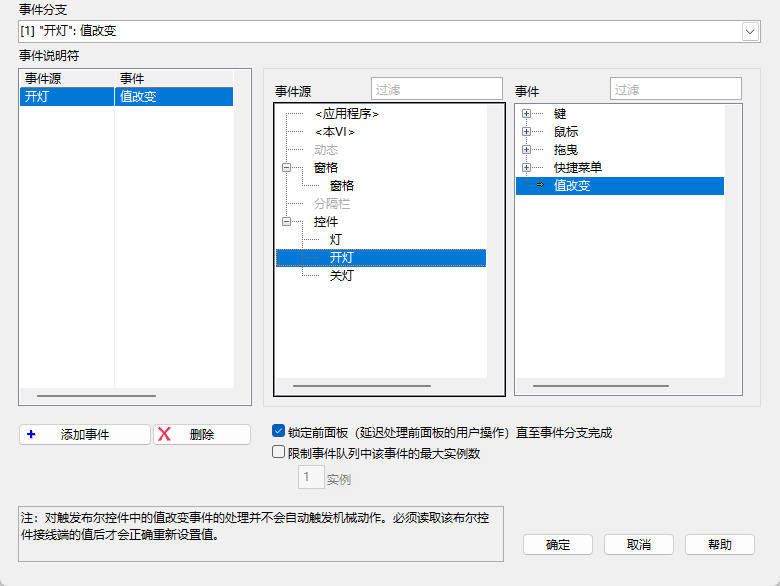 事件分支
[1] "开灯": 值改变
事件说明符
事件源 事件
开灯 值改变
事件源 过滤
<应用程序>
<本VI>
动态
窗格
窗格
分隔栏
控件
灯
开灯
关灯
事件 过滤
键
鼠标
拖曳
快捷菜单
值改变
添加事件 删除
锁定前面板（延迟处理前面板的用户操作）直至事件分支完成
限制事件队列中该事件的最大实例数
1 实例
注：对触发布尔控件中的值改变事件的处理并不会自动触发机械动作。必须读取该布尔控
件接线端的值后才会正确重新设置值。
确定 取消 帮助